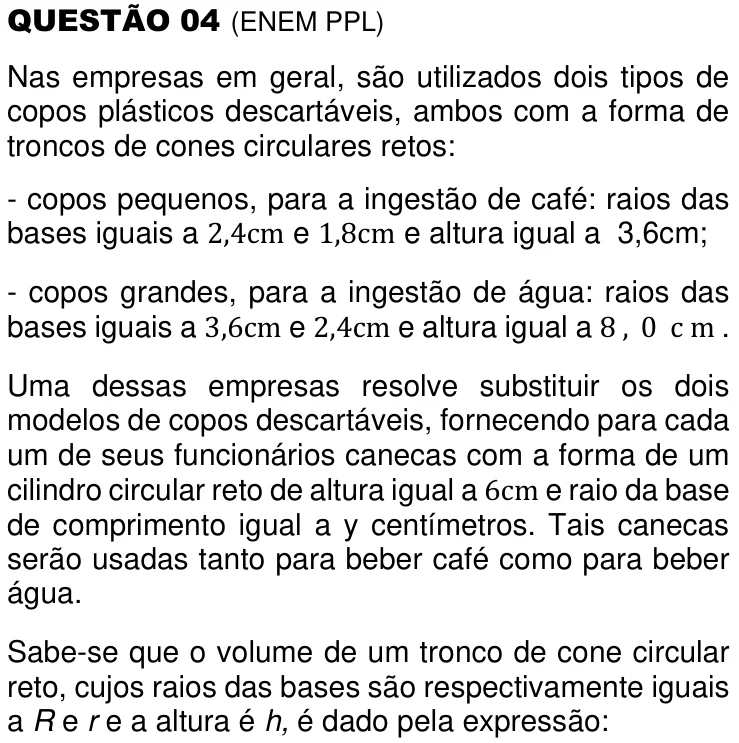 QUESTÃO 04 (ENEM PPL)
Nas empresas em geral, são utilizados dois tipos de
copos plásticos descartáveis, ambos com a forma de
troncos de cones circulares retos:
- copos pequenos, para a ingestão de café: raios das
bases iguais a 2,4cm e 1,8cm e altura igual a 3,6cm;
- copos grandes, para a ingestão de água: raios das
bases iguais a 3,6cm e 2,4cm e altura igual a 8 , 0 c m .
Uma dessas empresas resolve substituir os dois
modelos de copos descartáveis, fornecendo para cada
um de seus funcionários canecas com a forma de um
cilindro circular reto de altura igual a 6cm e raio da base
de comprimento igual a y centímetros. Tais canecas
serão usadas tanto para beber café como para beber
água.
Sabe-se que o volume de um tronco de cone circular
reto, cujos raios das bases são respectivamente iguais
a R e r e a altura é h, é dado pela expressão: